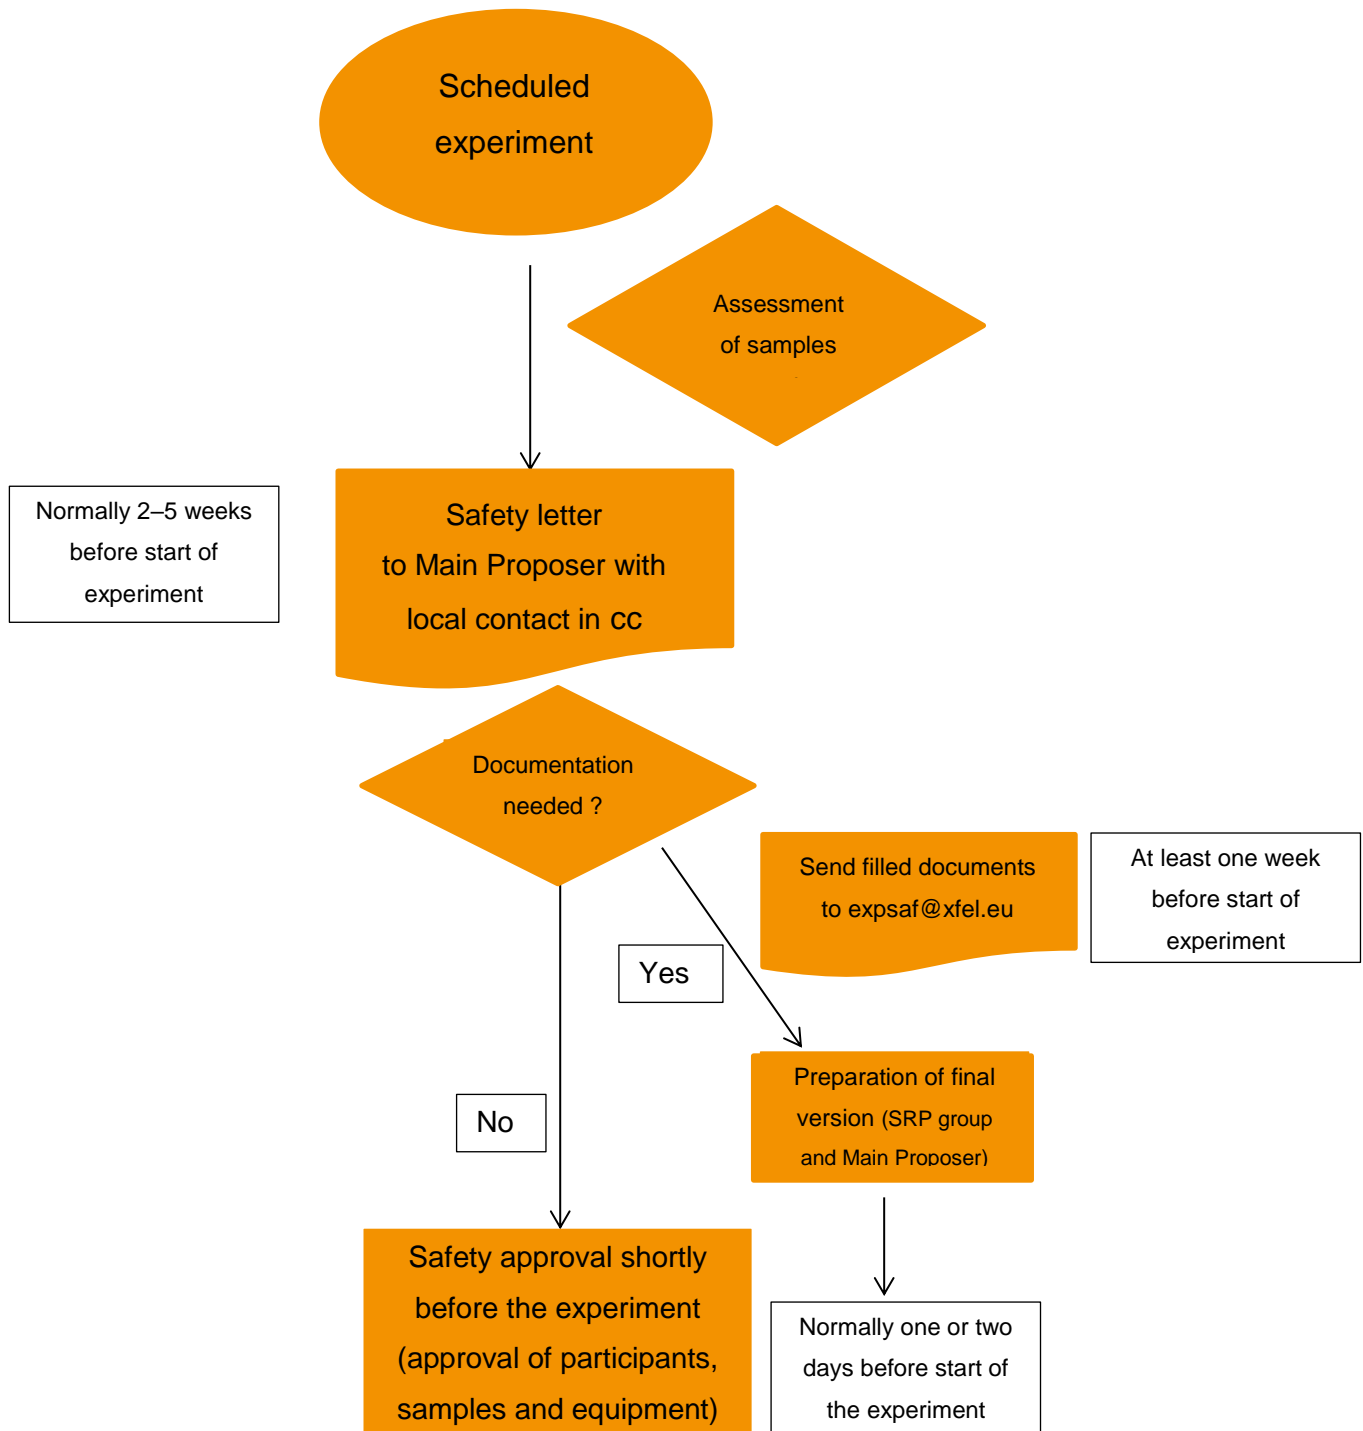 Scheduled
experiment
Assessment
of samples
Normally 2–5 weeks
before start of
experiment
Safety letter
to Main Proposer with
local contact in cc
Documentation
needed ?
Send filled documents
to expsaf@xfel.eu
At least one week
before start of
experiment
Yes
Preparation of final
version (SRP group
and Main Proposer)
No
Safety approval shortly
before the experiment
(approval of participants,
samples and equipment)
Normally one or two
days before start of
the experiment